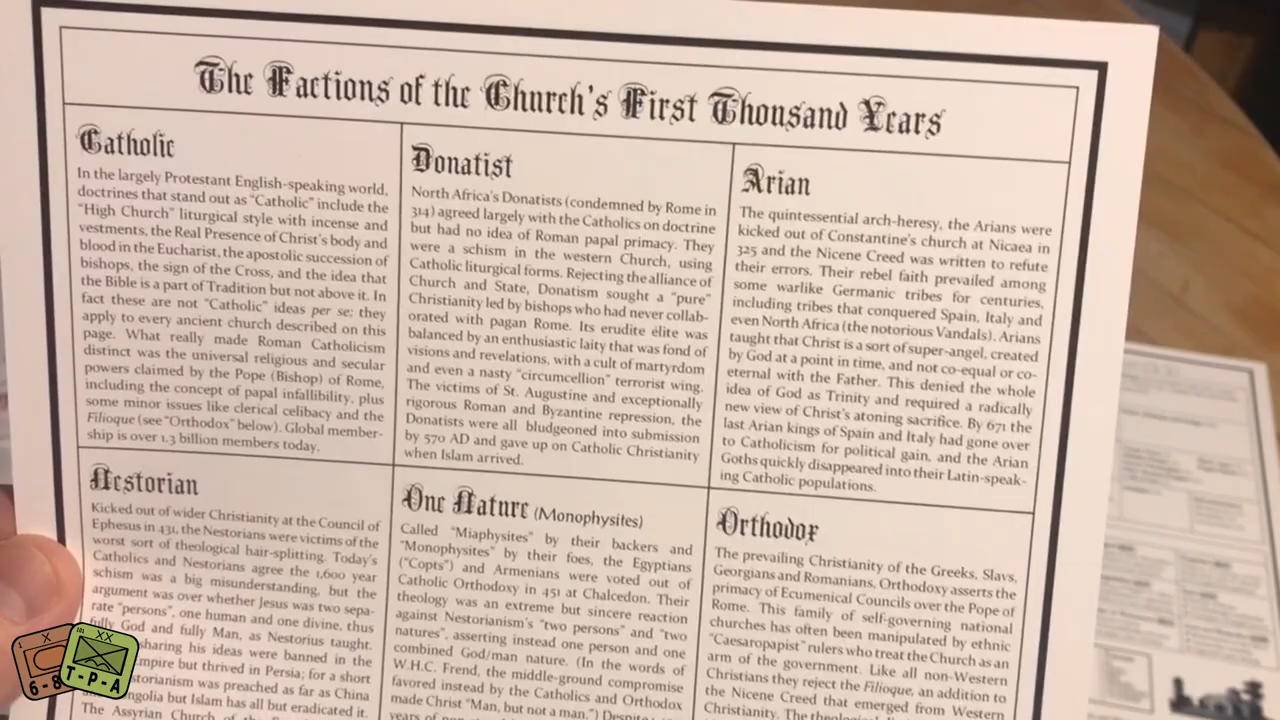 The Factions of the Church's First Thousand Years
Catholic
In the largely Protestant English-speaking world,
doctrines that stand out as "Catholic" include the
"High Church" liturgical style with incense and
vestments, the Real Presence of Christ's body and
blood in the Eucharist, the apostolic succession of
bishops, the sign of the Cross, and the idea that
the Bible is a part of Tradition but not above it. In
fact these are not "Catholic" ideas per se; they
apply to every ancient church described on this
page. What really made Roman Catholicism
distinct was the universal religious and secular
powers claimed by the Pope (Bishop) of Rome,
including the concept of papal infallibility, plus
some minor issues like clerical celibacy and the
Filioque (see "Orthodox" below). Global member-
ship is over 1.3 billion members today.
Donatist
North Africa's Donatists (condemned by Rome in
314) agreed largely with the Catholics on doctrine
but had no idea of Roman papal primacy. They
were a schism in the western Church, using
Catholic liturgical forms. Rejecting the alliance of
Church and State, Donatism sought a "pure"
Christianity led by bishops who had never collab-
orated with pagan Rome. Its erudite élite was
balanced by an enthusiastic laity that was fond of
visions and revelations, with a cult of martyrdom
and even a nasty "circumcellion" terrorist wing.
The victims of St. Augustine and exceptionally
rigorous Roman and Byzantine repression, the
Donatists were all bludgeoned into submission
by 570 AD and gave up on Catholic Christianity
when Islam arrived.
Arian
The quintessential arch-heresy, the Arians were
kicked out of Constantine's church at Nicaea in
325 and the Nicene Creed was written to refute
their errors. Their rebel faith prevailed among
some warlike Germanic tribes for centuries,
including tribes that conquered Spain, Italy and
even North Africa (the notorious Vandals). Arians
taught that Christ is a sort of super-angel, created
by God at a point in time, and not co-equal or co-
eternal with the Father. This denied the whole
idea of God as Trinity and required a radically
new view of Christ's atoning sacrifice. By 671 the
last Arian kings of Spain and Italy had gone over
to Catholicism for political gain, and the Arian
Goths quickly disappeared into their Latin-speak-
ing Catholic populations.
Nestorian
Kicked out of wider Christianity at the Council of
Ephesus in 431, the Nestorians were victims of the
worst sort of theological hair-splitting. Today's
Catholics and Nestorians agree the 1,600 year
schism was a big misunderstanding, but the
argument was over whether Jesus was two sepa-
rate "persons", one human and one divine, thus
fully God and fully Man, as Nestorius taught.
sharing his ideas were banned in the
mpire but thrived in Persia; for a short
storianism was preached as far as China
ongolia but Islam has all but eradicated it.
The Assyrian Church of the
One Nature (Monophysites)
Called "Miaphysites" by their backers and
"Monophysites" by their foes, the Egyptians
("Copts") and Armenians were voted out of
Catholic Orthodoxy in 451 at Chalcedon. Their
theology was an extreme but sincere reaction
against Nestorianism's "two persons" and "two
natures", asserting instead one person and one
combined God/man nature. (In the words of
W.H.C. Frend, the middle-ground compromise
favored instead by the Catholics and Orthodox
made Christ "Man, but not a man.") Despite
years of
Orthodox
The prevailing Christianity of the Greeks, Slavs,
Georgians and Romanians, Orthodoxy asserts the
primacy of Ecumenical Councils over the Pope of
Rome. This family of self-governing national
churches has often been manipulated by ethnic
"Caesaropapist" rulers who treat the Church as an
arm of the government. Like all non-Western
Christians they reject the Filioque, an addition to
the Nicene Creed that emerged from Western
Christianity. The
X
1
6-8
XX
101
T-P-A